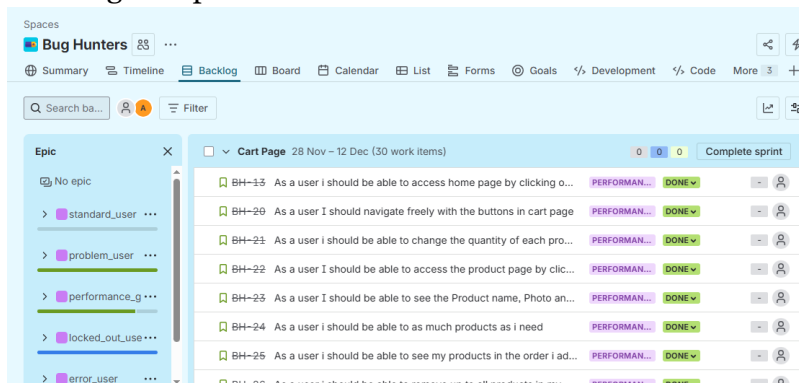 Spaces
Bug Hunters
Summary Timeline Backlog Board Calendar List Forms Goals Development Code More 3
Search ba... A Filter
Epic
No epic
standard_user
problem_user
performance_g
locked_out_use
error_user
Cart Page 28 Nov – 12 Dec (30 work items) 0 0 0 Complete sprint
BH-13 As a user i should be able to access home page by clicking o... PERFORMAN... DONE -
BH-20 As a user I should navigate freely with the buttons in cart page PERFORMAN... DONE -
BH-21 As a user i should be able to change the quantity of each pro... PERFORMAN... DONE -
BH-22 As a user I should be able to access the product page by clic... PERFORMAN... DONE -
BH-23 As a user I should be able to see the Product name, Photo an... PERFORMAN... DONE -
BH-24 As a user i should be able to as much products as i need PERFORMAN... DONE -
BH-25 As a user i should be able to see my products in the order i ad... PERFORMAN... DONE -